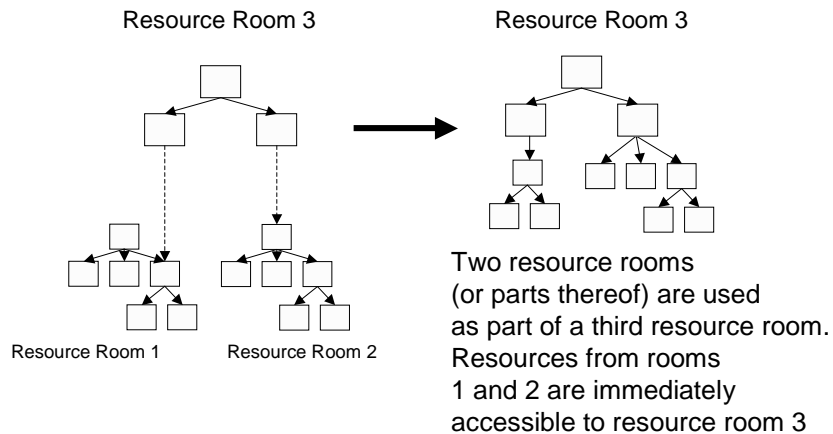 Resource Room 3
Resource Room 3
Resource Room 1
Resource Room 2
Two resource rooms
(or parts thereof) are used
as part of a third resource room.
Resources from rooms
1 and 2 are immediately
accessible to resource room 3